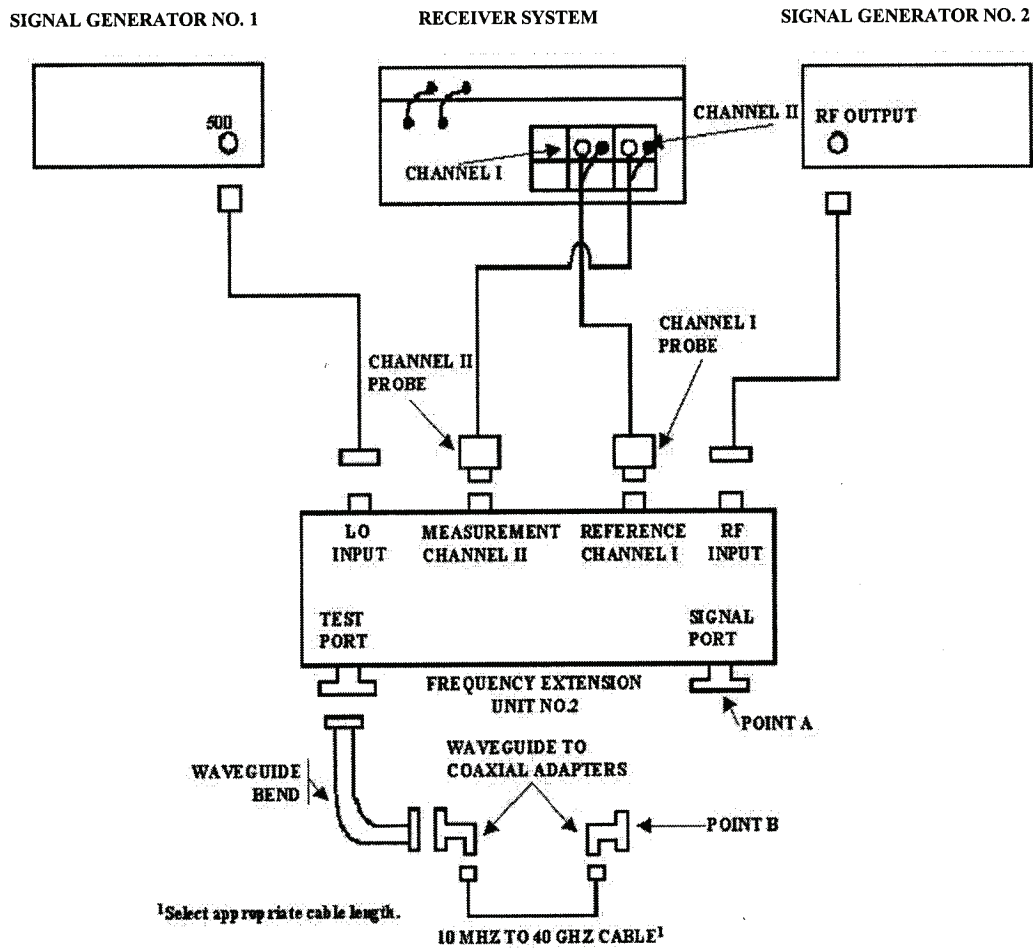 SIGNAL GENERATOR NO. 1
RECEIVER SYSTEM
SIGNAL GENERATOR NO. 2
50Ω
CHANNEL I
CHANNEL II
RF OUTPUT
CHANNEL II
PROBE
CHANNEL I
PROBE
LO
INPUT
MEASUREMENT
CHANNEL II
REFERENCE
CHANNEL I
RF
INPUT
TEST
PORT
SIGNAL
PORT
FREQUENCY EXTENSION
UNIT NO.2
POINT A
WAVEGUIDE
BEND
WAVEGUIDE TO
COAXIAL ADAPTERS
POINT B
¹Select appropriate cable length.
10 MHZ TO 40 GHZ CABLE¹